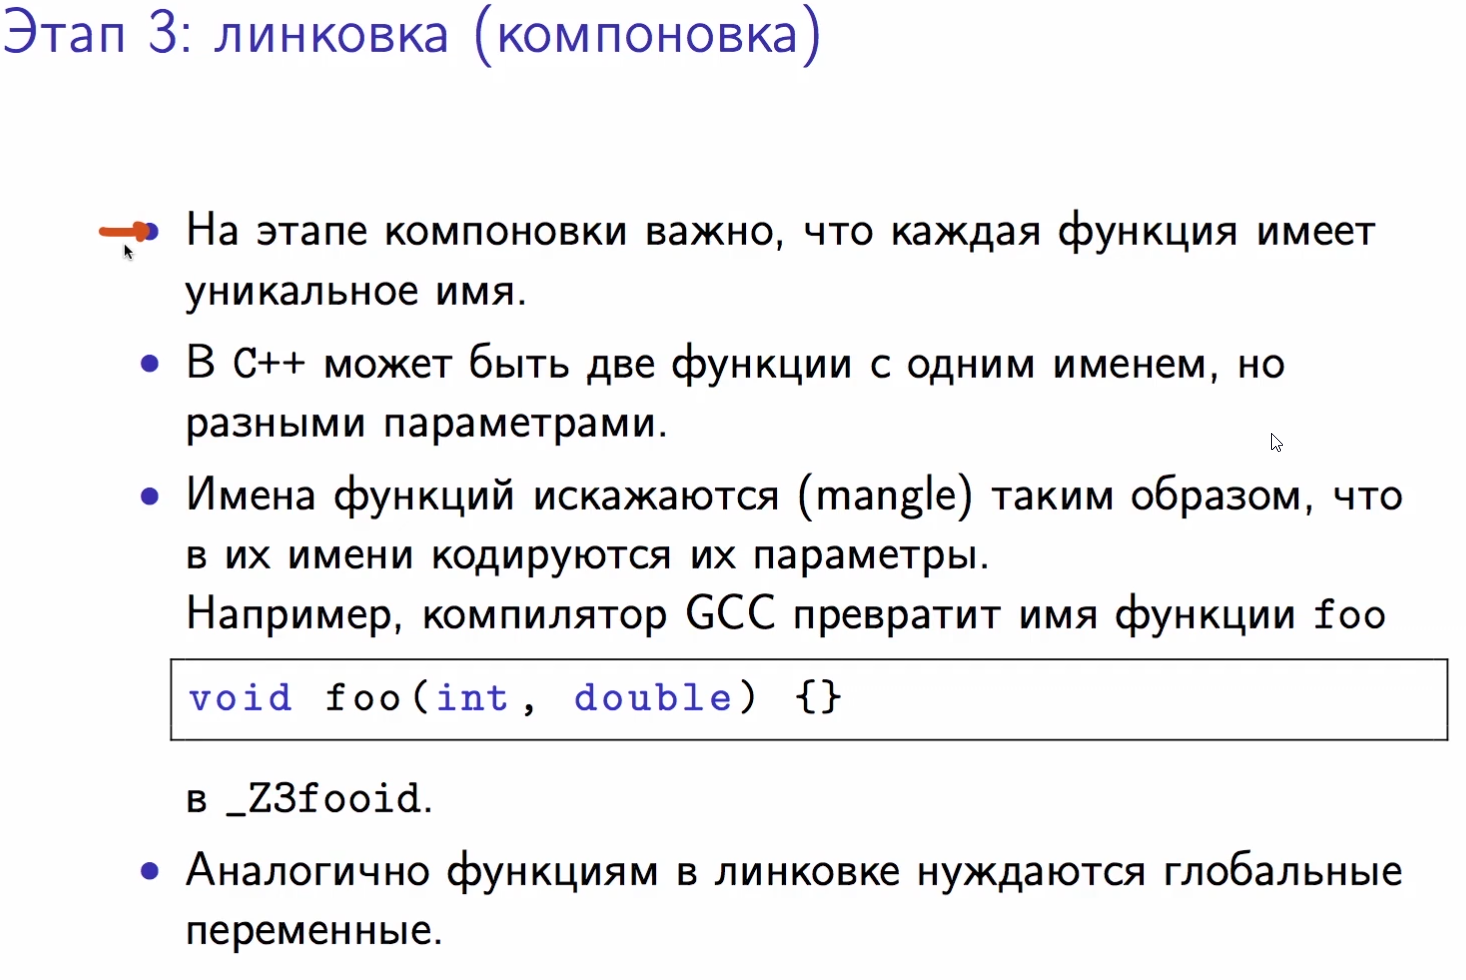 Этап 3: линковка (компоновка)
• На этапе компоновки важно, что каждая функция имеет
уникальное имя.
• В C++ может быть две функции с одним именем, но
разными параметрами.
• Имена функций искажаются (mangle) таким образом, что
в их имени кодируются их параметры.
Например, компилятор GCC превратит имя функции foo
void foo(int, double) {}
в _Z3fooid.
• Аналогично функциям в линковке нуждаются глобальные
переменные.